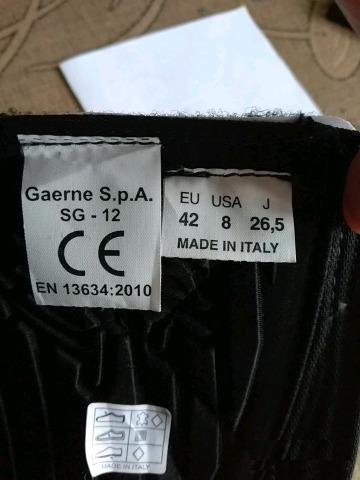 Gaerne S.p.A.
SG - 12
CE
EN 13634:2010
EU USA J
42 8 26,5
MADE IN ITALY
MADE IN ITALY